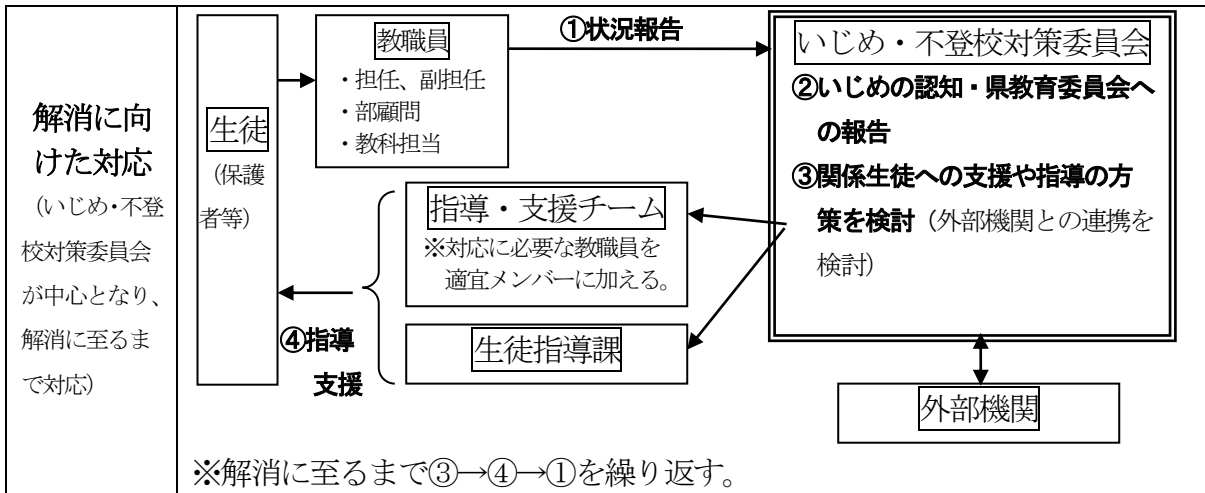 解消に向
けた対応
（いじめ・不登
校対策委員会
が中心となり、
解消に至るま
で対応）
生徒
（保護
者等）
教職員
・担任、副担任
・部顧問
・教科担当
①状況報告
いじめ・不登校対策委員会
②いじめの認知・県教育委員会へ
の報告
③関係生徒への支援や指導の方
策を検討（外部機関との連携を
検討）
指導・支援チーム
※対応に必要な教職員を
適宜メンバーに加える。
④指導
支援
生徒指導課
外部機関
※解消に至るまで③→④→①を繰り返す。